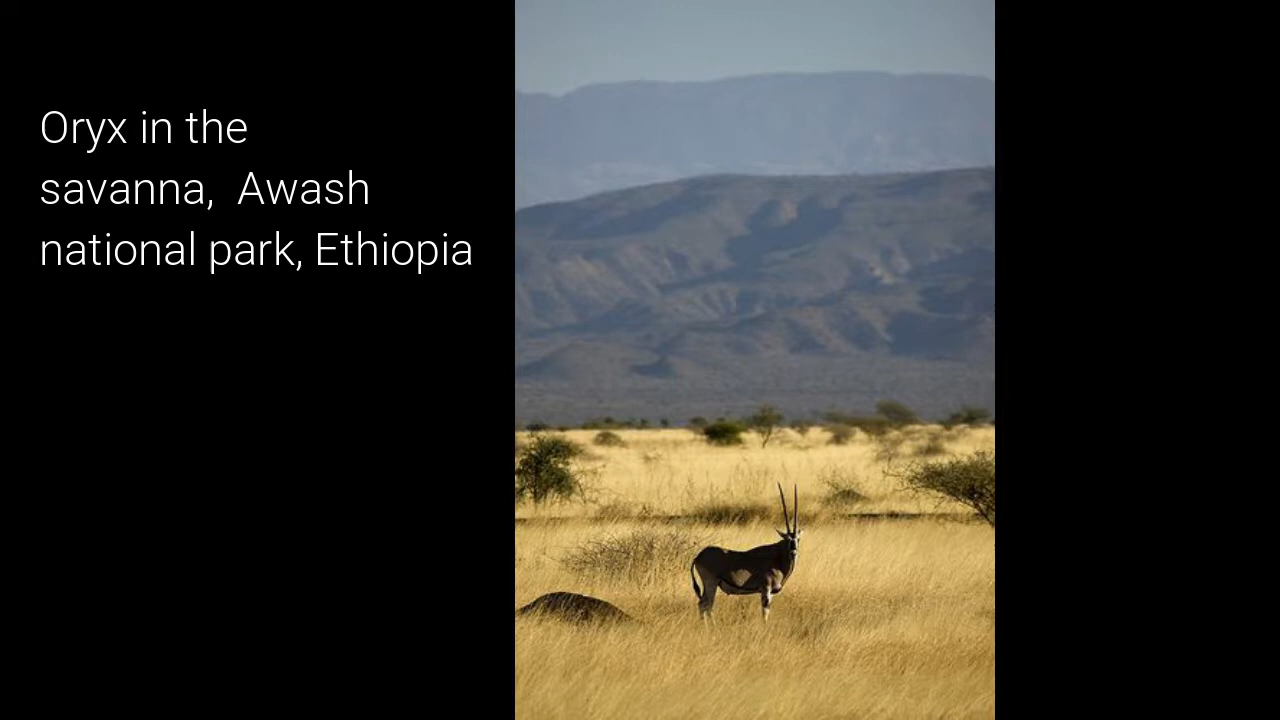 Oryx in the
savanna,  Awash
national park, Ethiopia